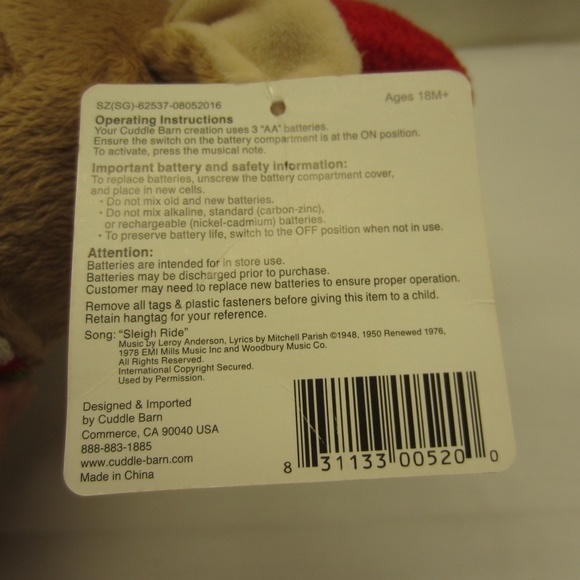 SZ(SG)-62537-08052016
Ages 18M+
Operating Instructions
Your Cuddle Barn creation uses 3 "AA" batteries.
Ensure the switch on the battery compartment is at the ON position.
To activate, press the musical note.
Important battery and safety information:
To replace batteries, unscrew the battery compartment cover,
and place in new cells.
• Do not mix old and new batteries.
• Do not mix alkaline, standard (carbon-zinc),
or rechargeable (nickel-cadmium) batteries.
• To preserve battery life, switch to the OFF position when not in use.
Attention:
Batteries are intended for in store use.
Batteries may be discharged prior to purchase.
Customer may need to replace new batteries to ensure proper operation.
Remove all tags & plastic fasteners before giving this item to a child.
Retain hangtag for your reference.
Song: "Sleigh Ride"
Music by Leroy Anderson, Lyrics by Mitchell Parish ©1948, 1950 Renewed 1976,
1978 EMI Mills Music Inc and Woodbury Music Co.
All Rights Reserved.
International Copyright Secured.
Used by Permission.
Designed & Imported
by Cuddle Barn
Commerce, CA 90040 USA
888-883-1885
www.cuddle-barn.com
Made in China
8 31133 00520 0